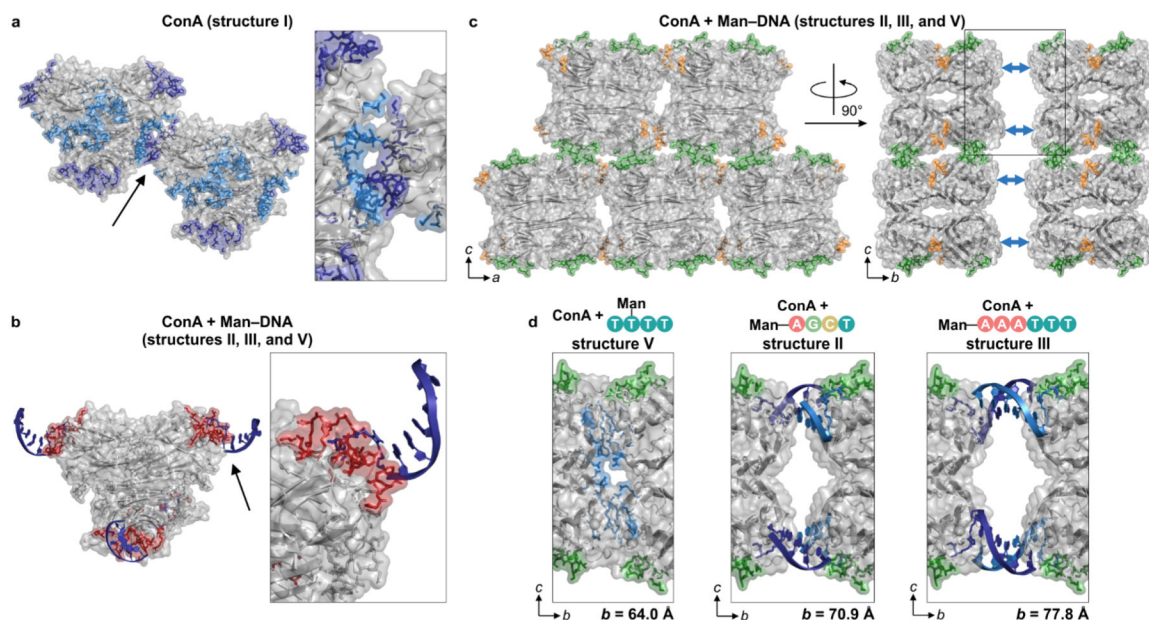 a
ConA (structure I)
b
ConA + Man–DNA
(structures II, III, and V)
c
ConA + Man–DNA (structures II, III, and V)
90°
c
a
c
b
d
Man
ConA +
T T T T
structure V
c
b
b = 64.0 Å
ConA +
Man–A G C T
structure II
c
b
b = 70.9 Å
ConA +
Man–A A A T T T
structure III
c
b
b = 77.8 Å